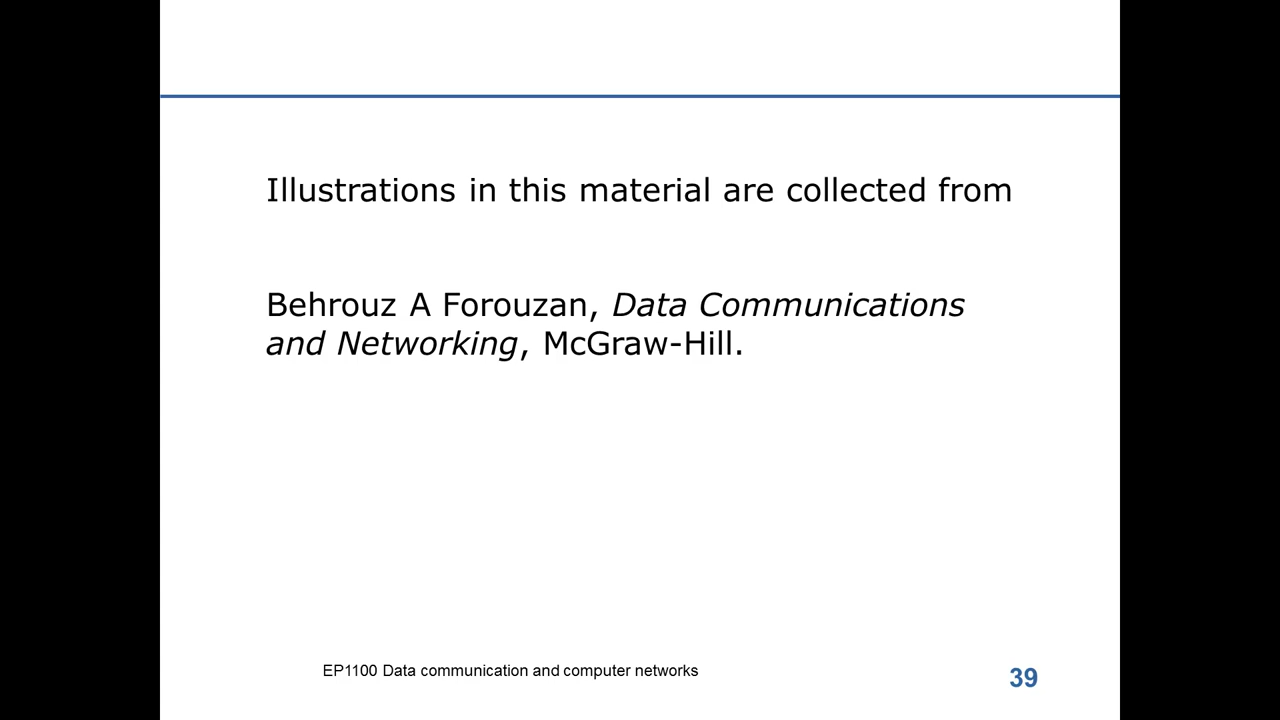 Illustrations in this material are collected from
Behrouz A Forouzan, Data Communications
and Networking, McGraw-Hill.
EP1100 Data communication and computer networks
39